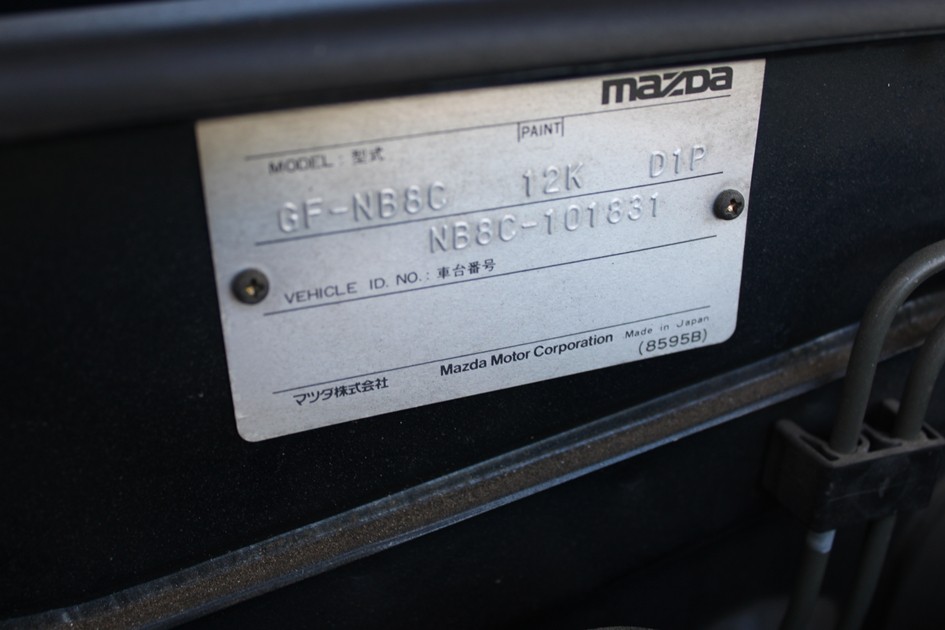 mazda
PAINT
MODEL : 型式
GF-NB8C 12K D1P
NB8C-101831
VEHICLE ID. NO. : 車台番号
Mazda Motor Corporation Made in Japan
マツダ株式会社 (8595B)